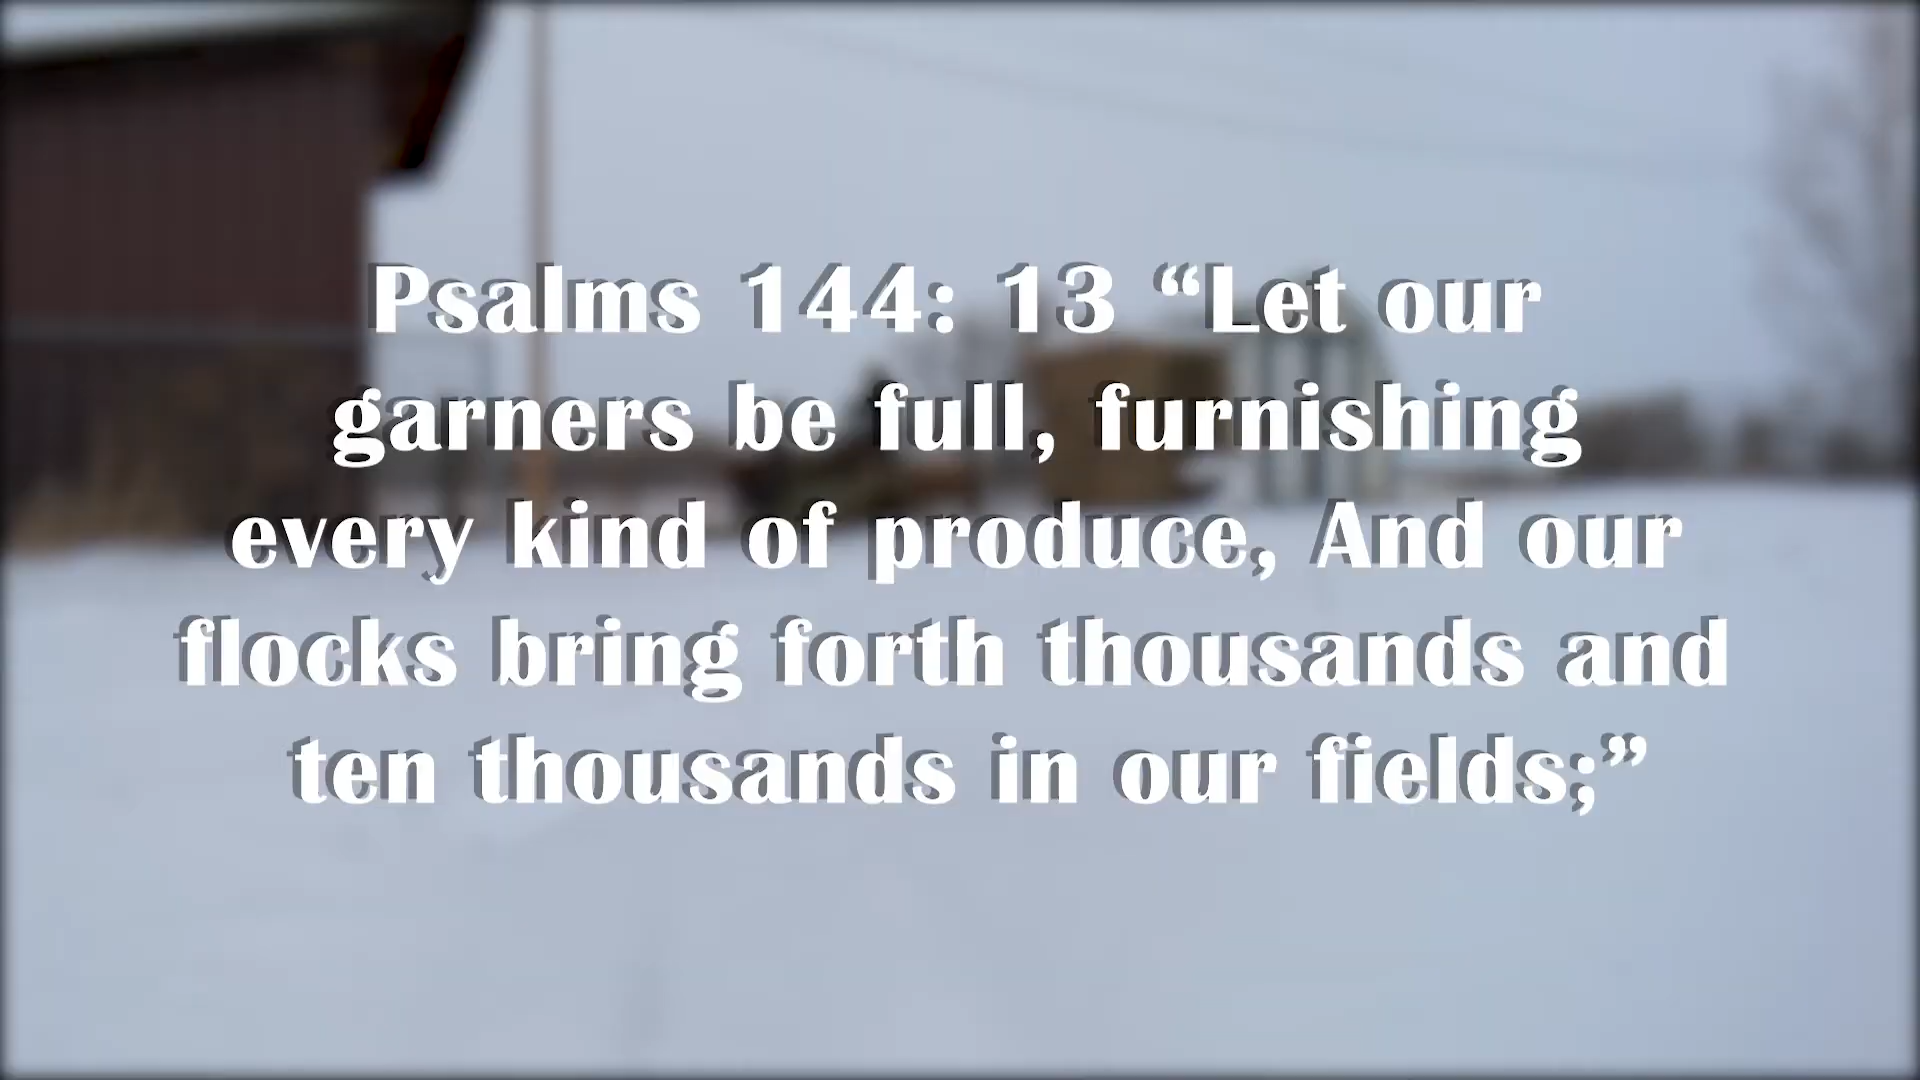 Psalms 144: 13 “Let our
garners be full, furnishing
every kind of produce, And our
flocks bring forth thousands and
ten thousands in our fields;”